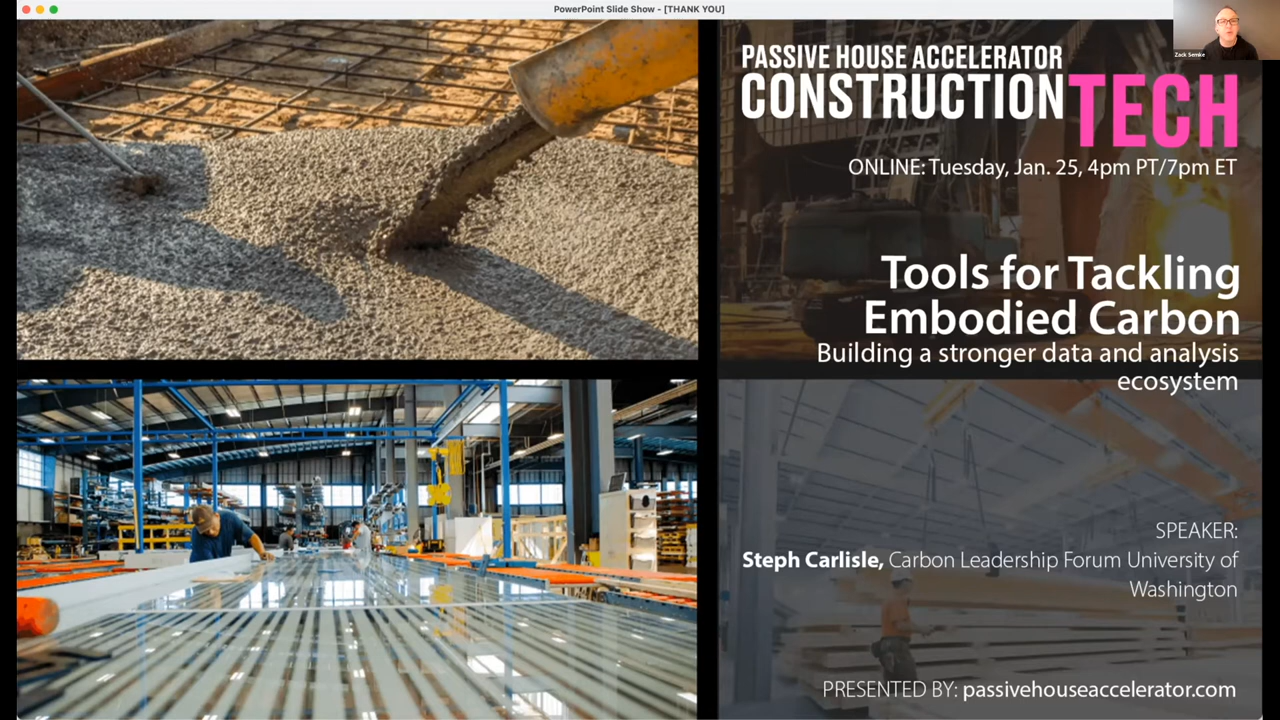 PowerPoint Slide Show - [THANK YOU]
Zack Semke
PASSIVE HOUSE ACCELERATOR
CONSTRUCTION TECH
ONLINE: Tuesday, Jan. 25, 4pm PT/7pm ET
Tools for Tackling
Embodied Carbon
Building a stronger data and analysis
ecosystem
SPEAKER:
Steph Carlisle, Carbon Leadership Forum University of
Washington
PRESENTED BY: passivehouseaccelerator.com